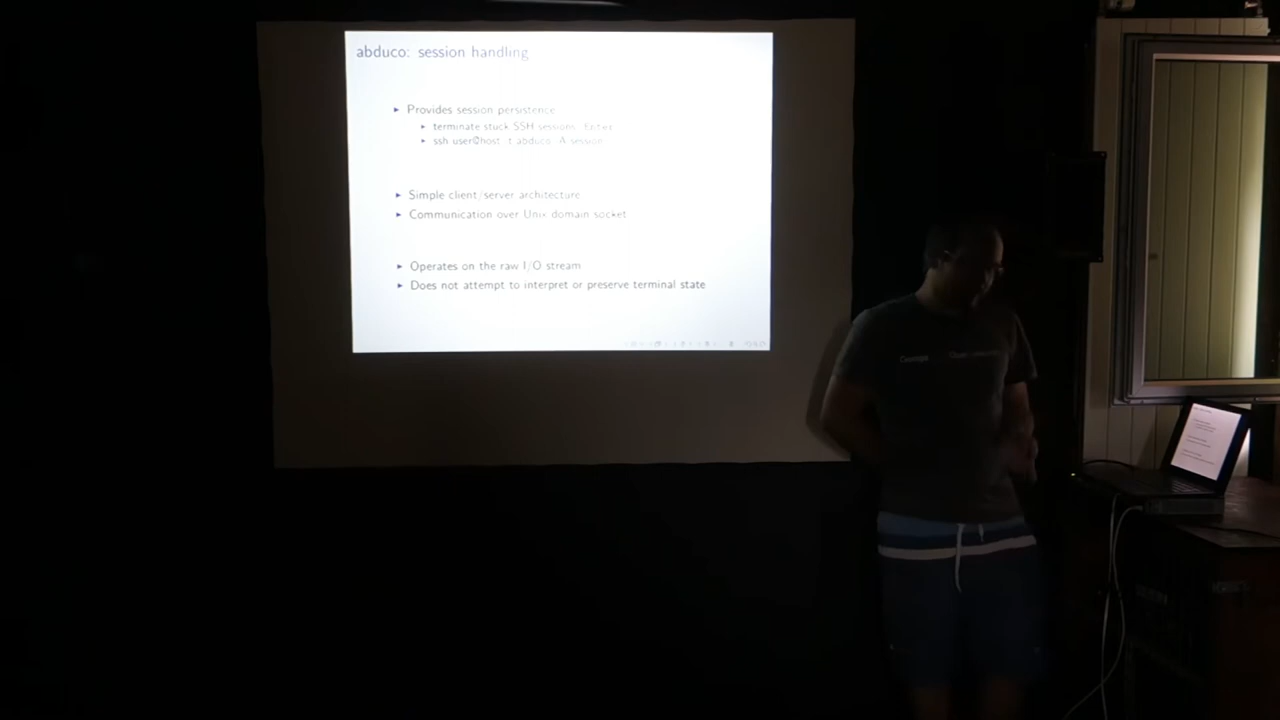 abduco: session handling
Provides session persistence
terminate stuck SSH sessions
ssh user@host t abduco A session
Simple client/server architecture
Communication over Unix domain socket
Operates on the raw I/O stream
Does not attempt to interpret or preserve terminal state